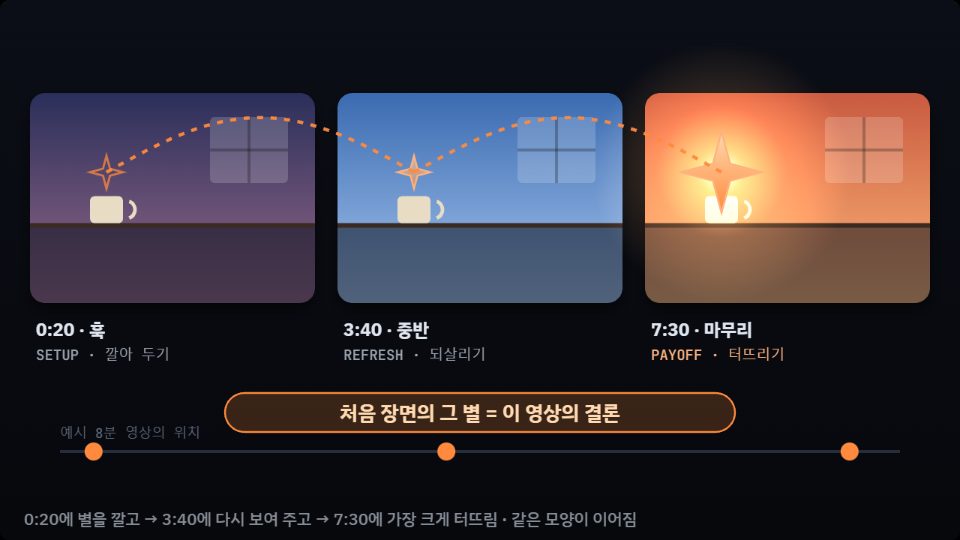 0:20 · 훅
SETUP · 깔아 두기
3:40 · 중반
REFRESH · 되살리기
7:30 · 마무리
PAYOFF · 터뜨리기
처음 장면의 그 별 = 이 영상의 결론
예시 8분 영상의 위치
0:20에 별을 깔고 → 3:40에 다시 보여 주고 → 7:30에 가장 크게 터뜨림 · 같은 모양이 이어짐